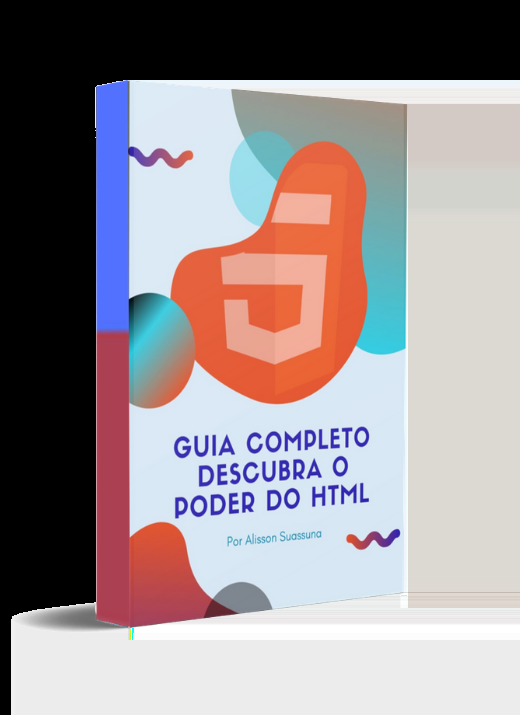 GUIA COMPLETO
DESCUBRA O
PODER DO HTML
Por Alisson Suassuna